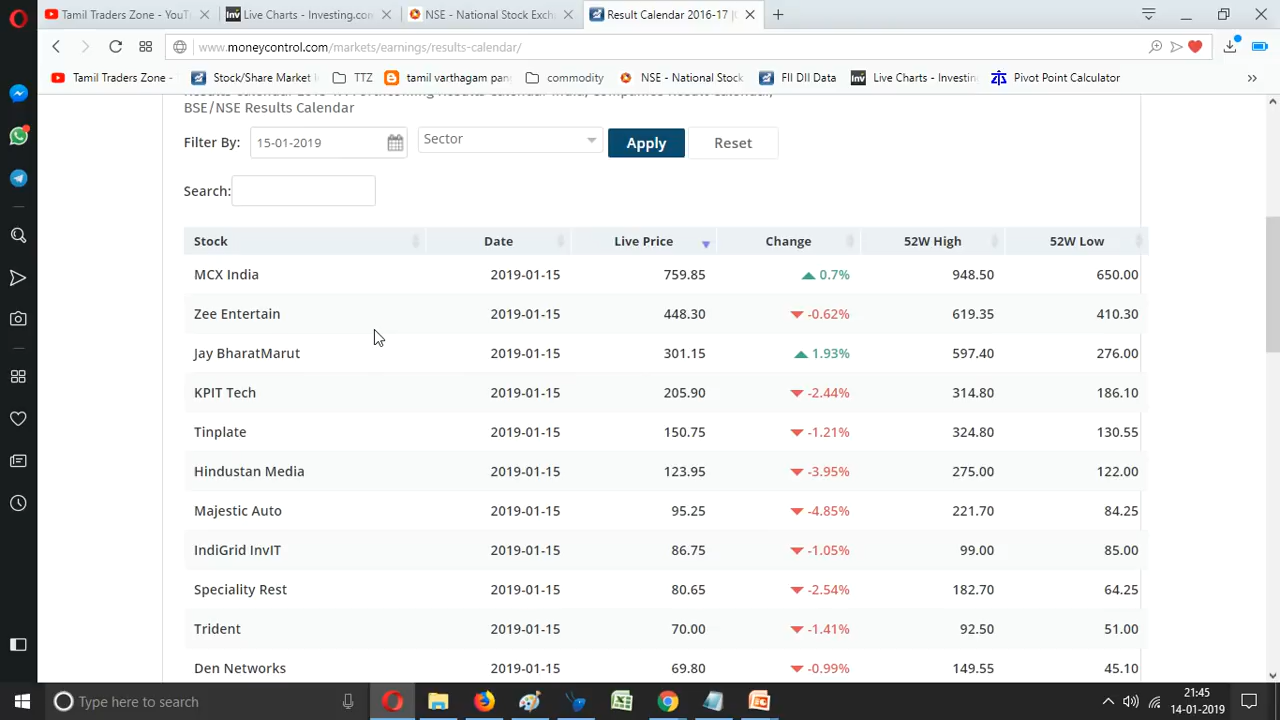 Tamil Traders Zone - YouT
Live Charts - Investing.co
NSE - National Stock Exch
Result Calendar 2016-17 |
www.moneycontrol.com/markets/earnings/results-calendar/
Tamil Traders Zone -
Stock/Share Market
TTZ
tamil varthagam pan
commodity
NSE - National Stock
FII DII Data
Live Charts - Investin
Pivot Point Calculator
BSE/NSE Results Calendar
Filter By: 15-01-2019 Sector Apply Reset
Search:
Stock Date Live Price Change 52W High 52W Low
MCX India 2019-01-15 759.85 0.7% 948.50 650.00
Zee Entertain 2019-01-15 448.30 -0.62% 619.35 410.30
Jay BharatMarut 2019-01-15 301.15 1.93% 597.40 276.00
KPIT Tech 2019-01-15 205.90 -2.44% 314.80 186.10
Tinplate 2019-01-15 150.75 -1.21% 324.80 130.55
Hindustan Media 2019-01-15 123.95 -3.95% 275.00 122.00
Majestic Auto 2019-01-15 95.25 -4.85% 221.70 84.25
IndiGrid InvIT 2019-01-15 86.75 -1.05% 99.00 85.00
Speciality Rest 2019-01-15 80.65 -2.54% 182.70 64.25
Trident 2019-01-15 70.00 -1.41% 92.50 51.00
Den Networks 2019-01-15 69.80 -0.99% 149.55 45.10
Type here to search
21:45
14-01-2019